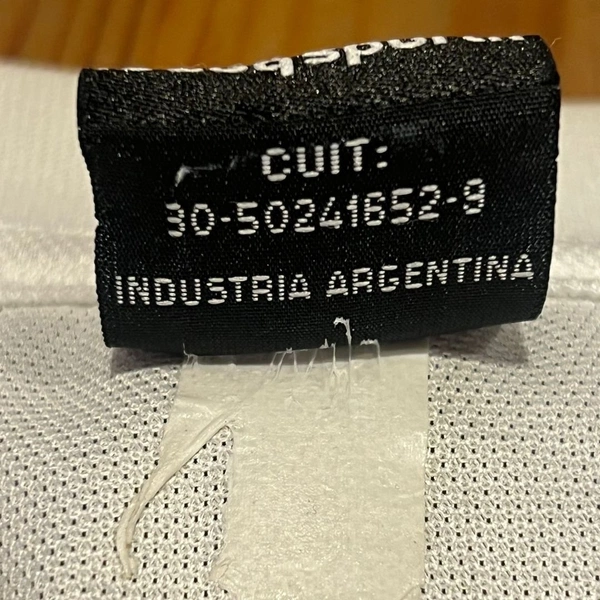 CUIT:
30-50241652-9
INDUSTRIA ARGENTINA